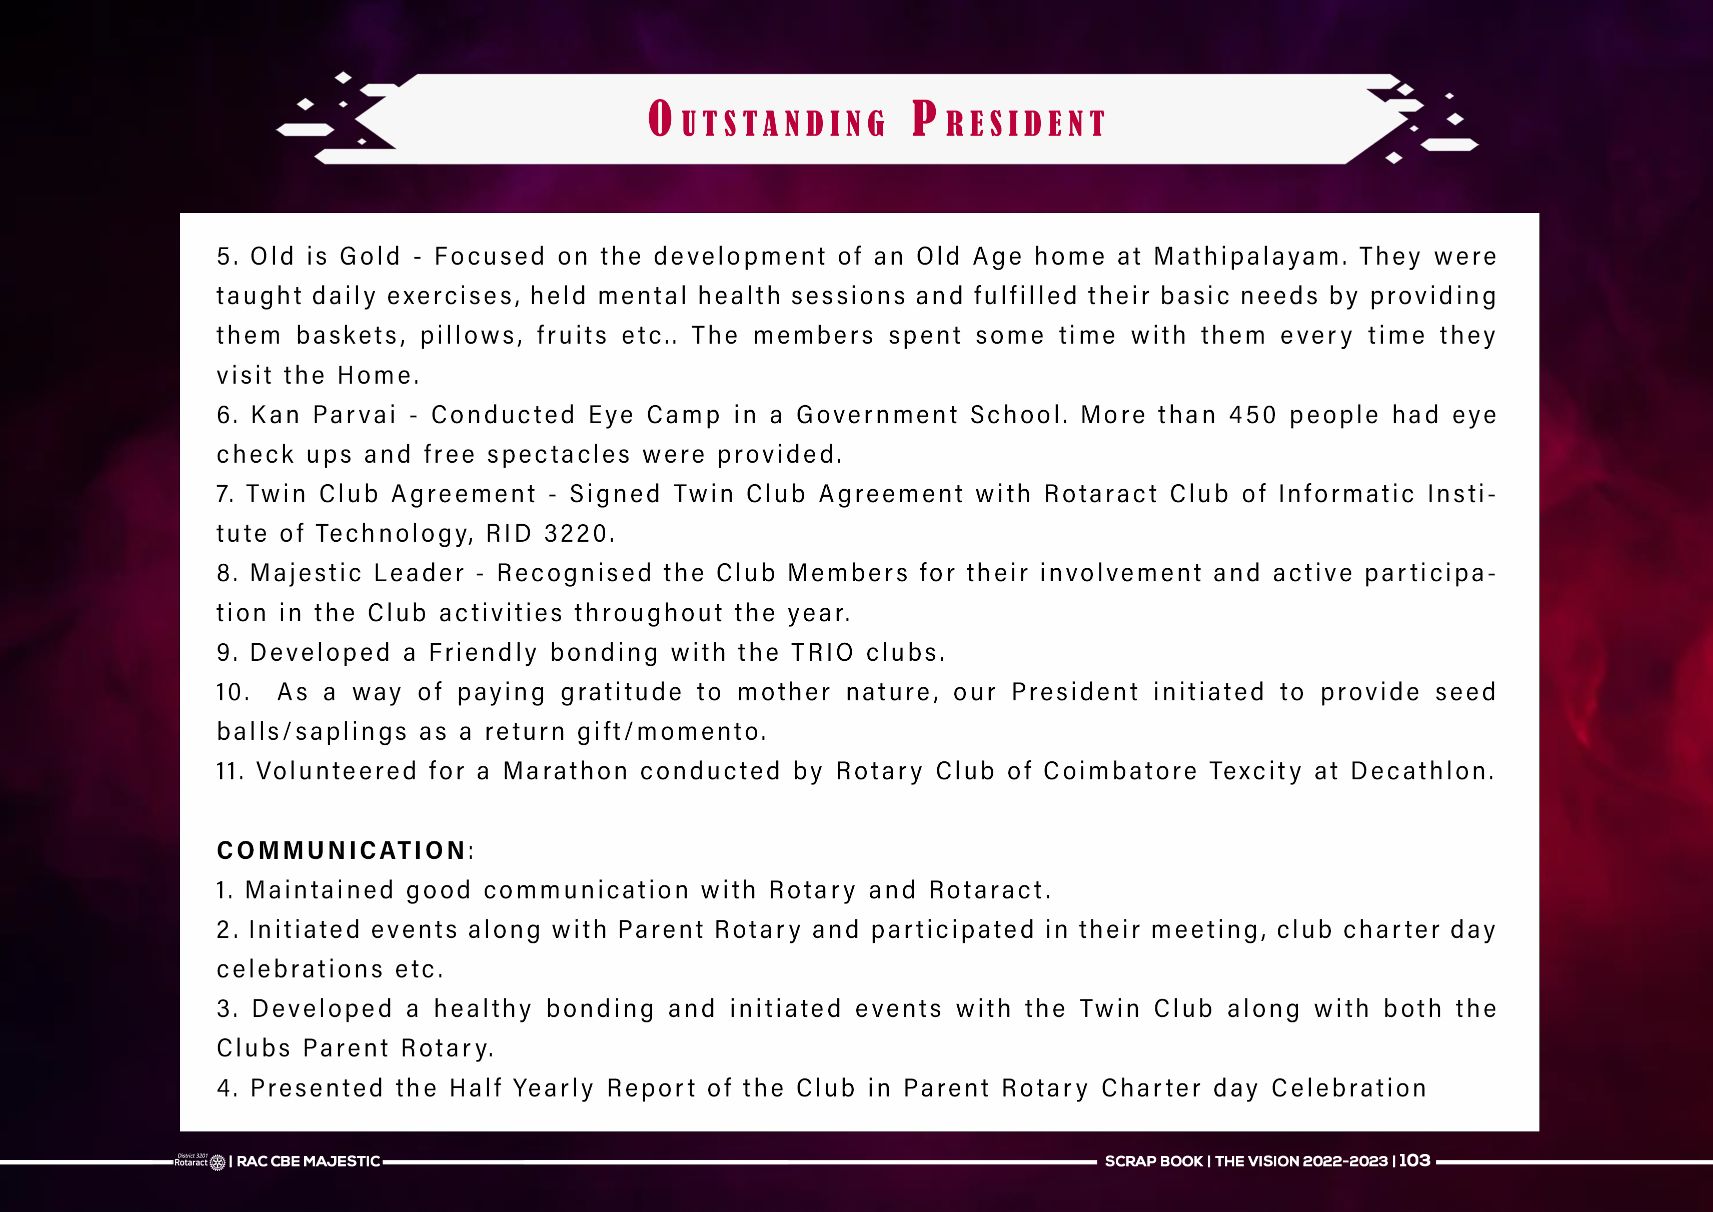 OUTSTANDING PRESIDENT
5. Old is Gold - Focused on the development of an Old Age home at Mathipalayam. They were
taught daily exercises, held mental health sessions and fulfilled their basic needs by providing
them baskets, pillows, fruits etc.. The members spent some time with them every time they
visit the Home.
6. Kan Parvai - Conducted Eye Camp in a Government School. More than 450 people had eye
check ups and free spectacles were provided.
7. Twin Club Agreement - Signed Twin Club Agreement with Rotaract Club of Informatic Insti-
tute of Technology, RID 3220.
8. Majestic Leader - Recognised the Club Members for their involvement and active participa-
tion in the Club activities throughout the year.
9. Developed a Friendly bonding with the TRIO clubs.
10. As a way of paying gratitude to mother nature, our President initiated to provide seed
balls/saplings as a return gift/momento.
11. Volunteered for a Marathon conducted by Rotary Club of Coimbatore Texcity at Decathlon.
COMMUNICATION:
1. Maintained good communication with Rotary and Rotaract.
2. Initiated events along with Parent Rotary and participated in their meeting, club charter day
celebrations etc.
3. Developed a healthy bonding and initiated events with the Twin Club along with both the
Clubs Parent Rotary.
4. Presented the Half Yearly Report of the Club in Parent Rotary Charter day Celebration
District 3201
Rotaract | RAC CBE MAJESTIC
SCRAP BOOK | THE VISION 2022-2023 | 103